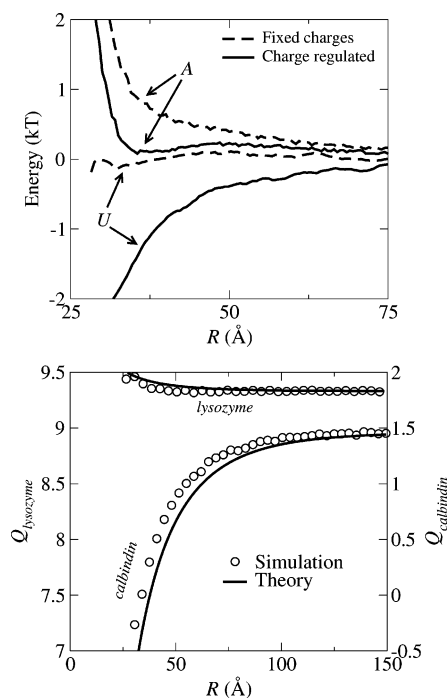 2
1
0
-1
-2
Energy (kT)
Fixed charges
Charge regulated
A
U
25
50
75
R (Å)
9.5
9
8.5
8
7.5
7
Q_lysozyme
lysozyme
calbindin
Simulation
Theory
2
1.5
1
0.5
0
-0.5
Q_calbindin
0
50
100
150
R (Å)